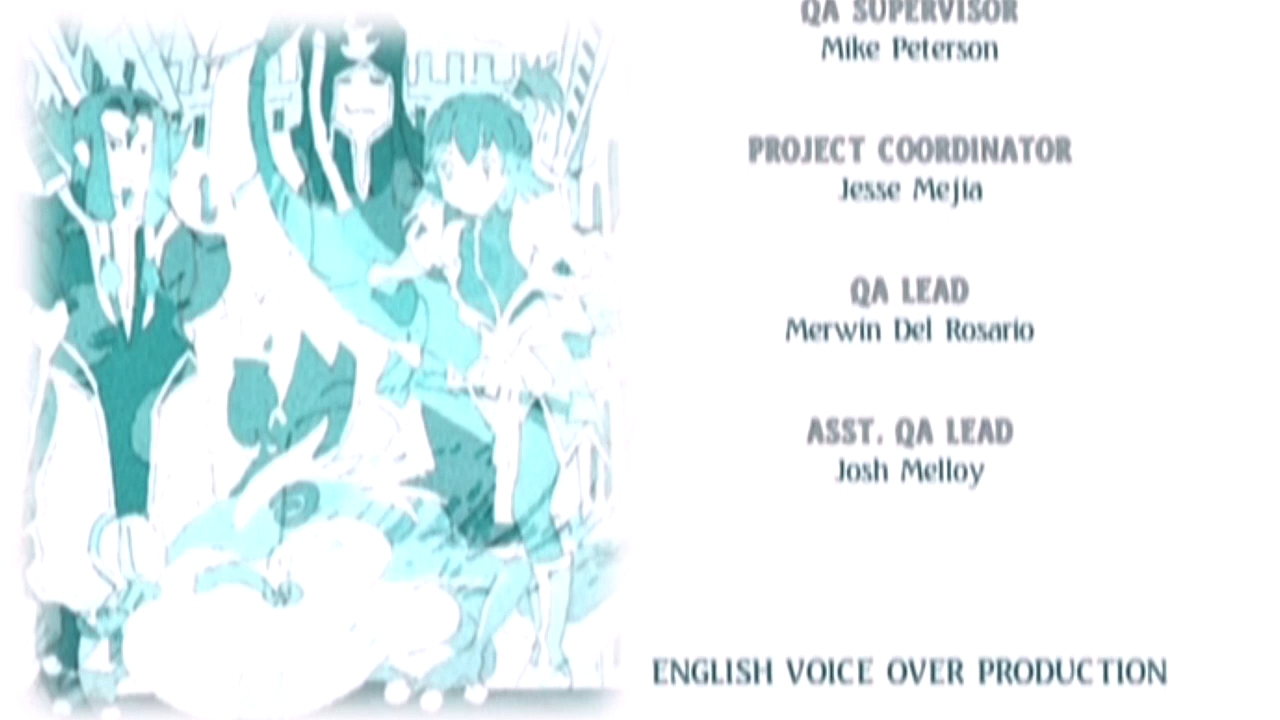 QA SUPERVISOR
Mike Peterson
PROJECT COORDINATOR
Jesse Mejia
QA LEAD
Merwin Del Rosario
ASST. QA LEAD
Josh Melloy
ENGLISH VOICE OVER PRODUCTION